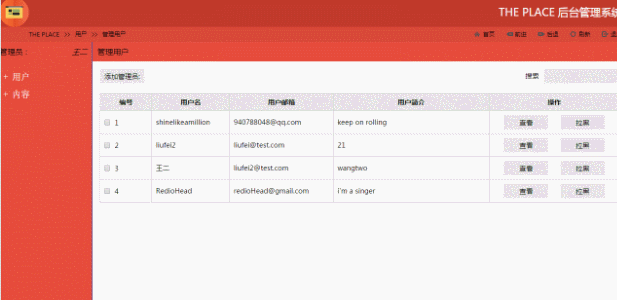 THE PLACE 后台管理系统
THE PLACE >> 用户 >> 管理用户 首页 前进 后退 刷新
管理员： 王二 管理用户
+ 用户
+ 内容
添加管理员: 搜索
编号 用户名 用户邮箱 用户简介 操作
1 shinelikeamillion 940788048@qq.com keep on rolling 查看 拉黑
2 liufei2 liufei@test.com 21 查看 拉黑
3 王二 liufei2@test.com wangtwo 查看 拉黑
4 RedioHead redioHead@gmail.com i'm a singer 查看 拉黑